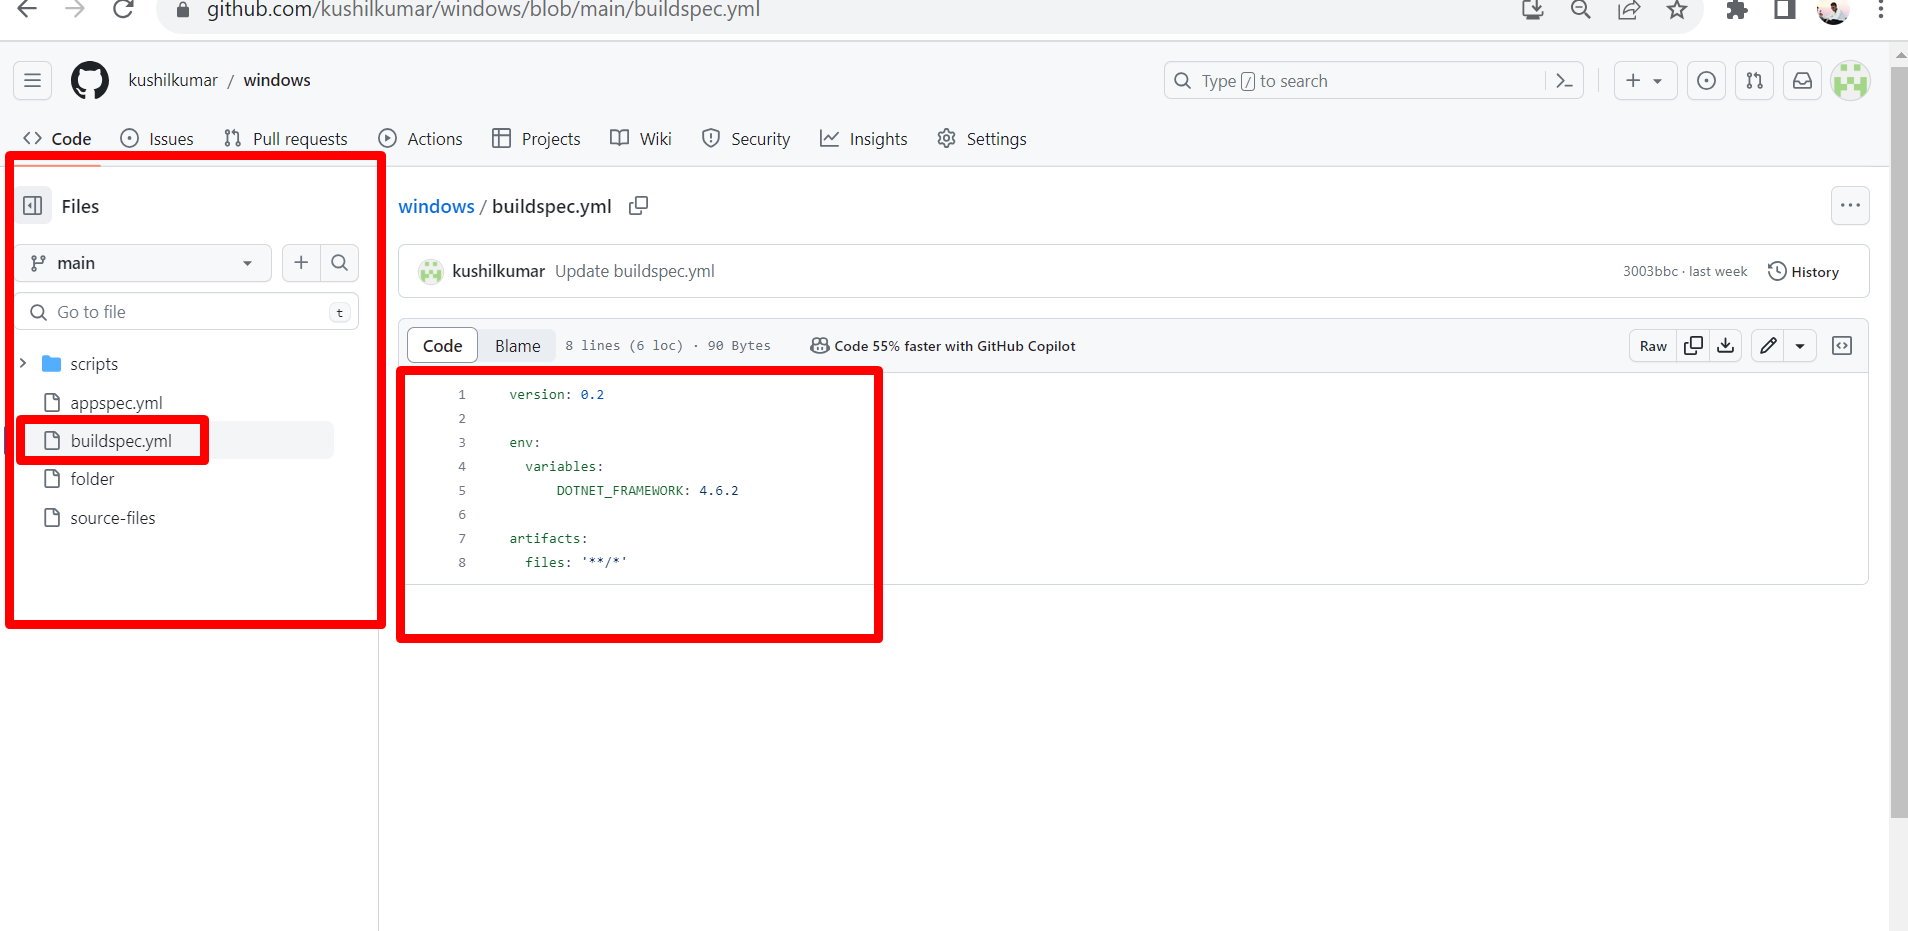 github.com/kushilkumar/windows/blob/main/buildspec.yml
kushilkumar / windows
Type / to search
Code Issues Pull requests Actions Projects Wiki Security Insights Settings
Files
main
Go to file t
scripts
appspec.yml
buildspec.yml
folder
source-files
windows / buildspec.yml
kushilkumar Update buildspec.yml 3003bbc · last week History
Code Blame 8 lines (6 loc) · 90 Bytes Code 55% faster with GitHub Copilot Raw
1 version: 0.2
2
3 env:
4 variables:
5 DOTNET_FRAMEWORK: 4.6.2
6
7 artifacts:
8 files: '**/*'